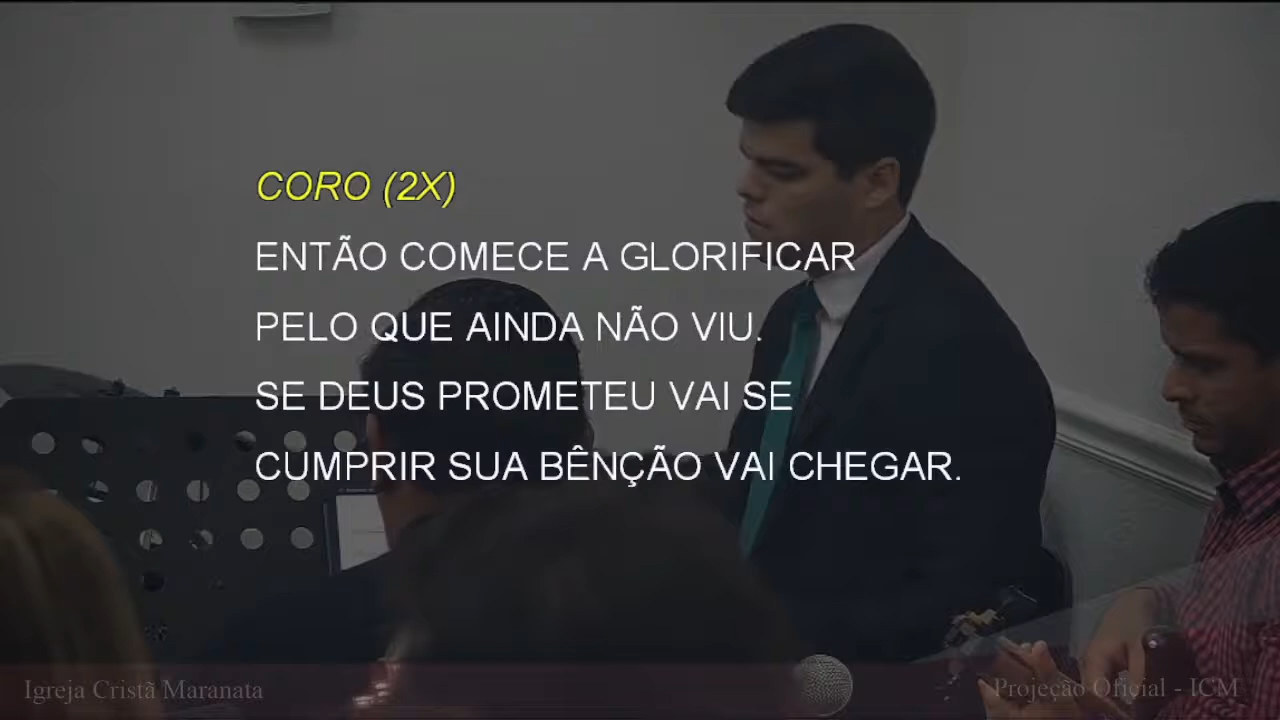 CORO (2X)
ENTÃO COMECE A GLORIFICAR
PELO QUE AINDA NÃO VIU.
SE DEUS PROMETEU VAI SE
CUMPRIR SUA BÊNÇÃO VAI CHEGAR.
Igreja Cristã Maranata
Projeção Oficial - ICM